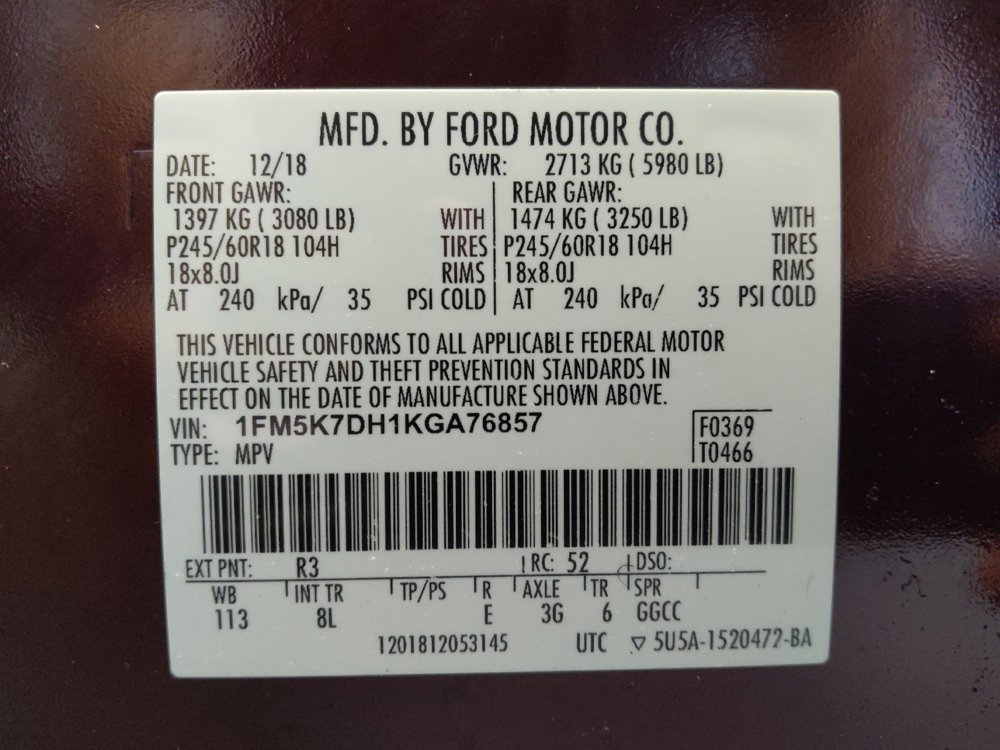 MFD. BY FORD MOTOR CO.
DATE: 12/18 GVWR: 2713 KG ( 5980 LB)
FRONT GAWR: REAR GAWR:
1397 KG ( 3080 LB) WITH 1474 KG ( 3250 LB) WITH
P245/60R18 104H TIRES P245/60R18 104H TIRES
18x8.0J RIMS 18x8.0J RIMS
AT 240 kPa/ 35 PSI COLD AT 240 kPa/ 35 PSI COLD
THIS VEHICLE CONFORMS TO ALL APPLICABLE FEDERAL MOTOR
VEHICLE SAFETY AND THEFT PREVENTION STANDARDS IN
EFFECT ON THE DATE OF MANUFACTURE SHOWN ABOVE.
VIN: 1FM5K7DH1KGA76857 F0369
TYPE: MPV T0466
EXT PNT: R3 RC: 52 DSO:
WB INT TR TP/PS R AXLE TR SPR
113 8L E 3G 6 GGCC
1201812053145 UTC ▽ 5U5A-1520472-BA